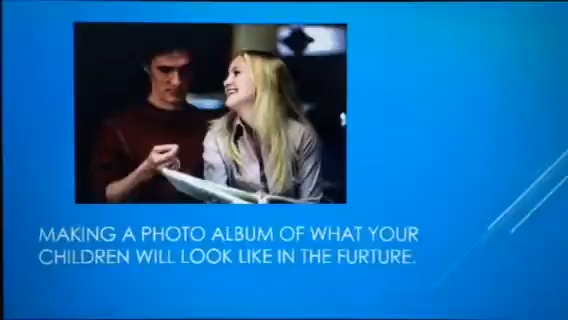 MAKING A PHOTO ALBUM OF WHAT YOUR
CHILDREN WILL LOOK LIKE IN THE FURTURE.